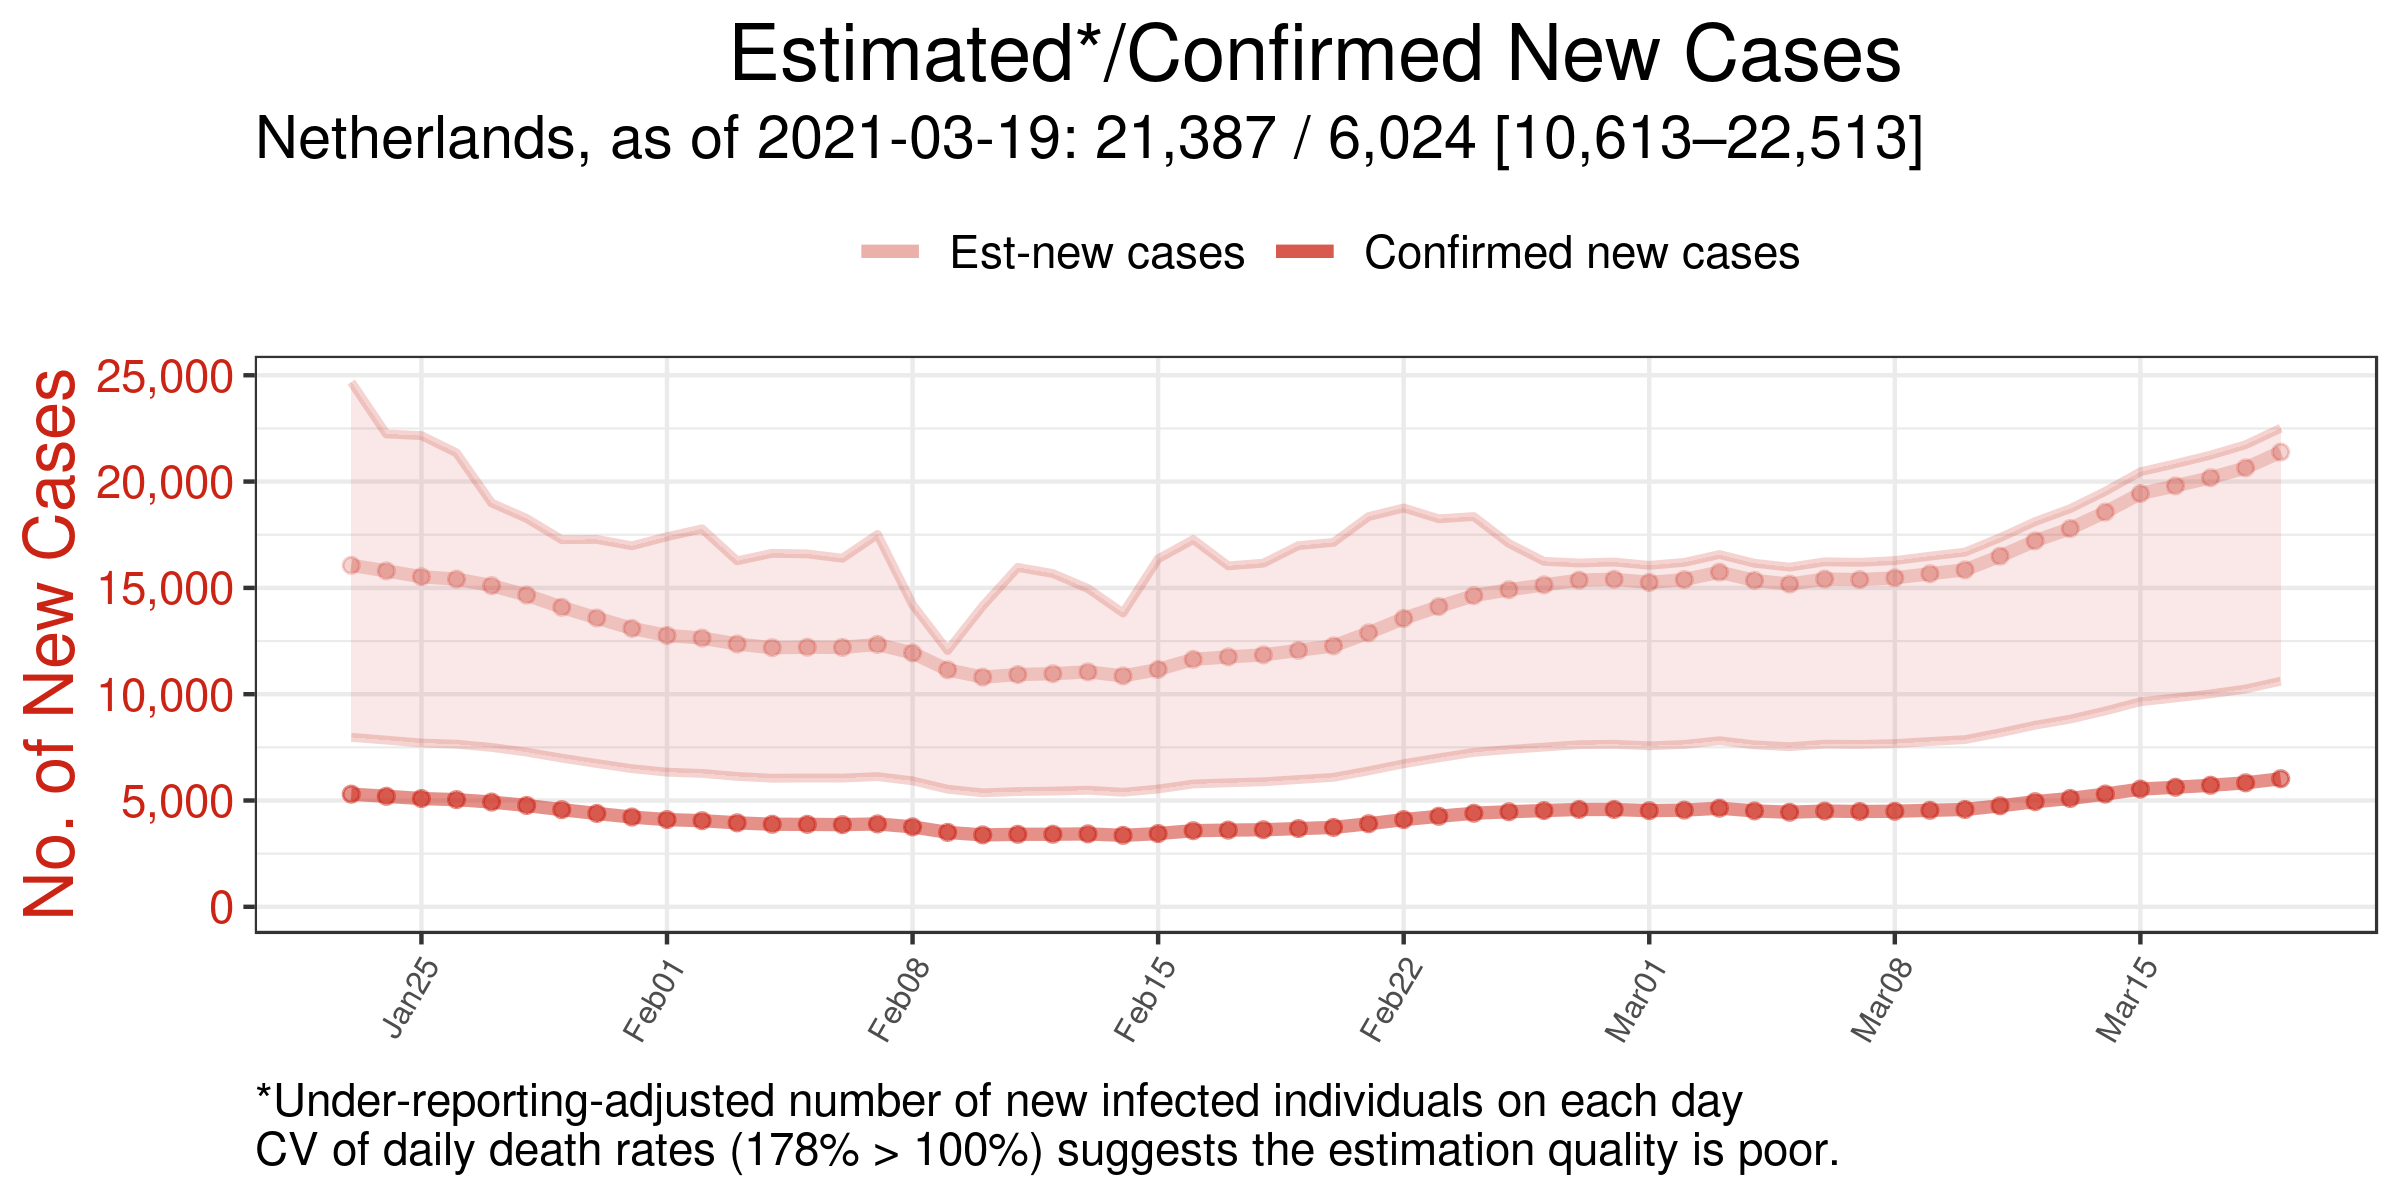 Estimated*/Confirmed New Cases
Netherlands, as of 2021-03-19: 21,387 / 6,024 [10,613–22,513]
Est-new cases
Confirmed new cases
No. of New Cases
25,000
20,000
15,000
10,000
5,000
0
Jan25
Feb01
Feb08
Feb15
Feb22
Mar01
Mar08
Mar15
*Under-reporting-adjusted number of new infected individuals on each day
CV of daily death rates (178% > 100%) suggests the estimation quality is poor.